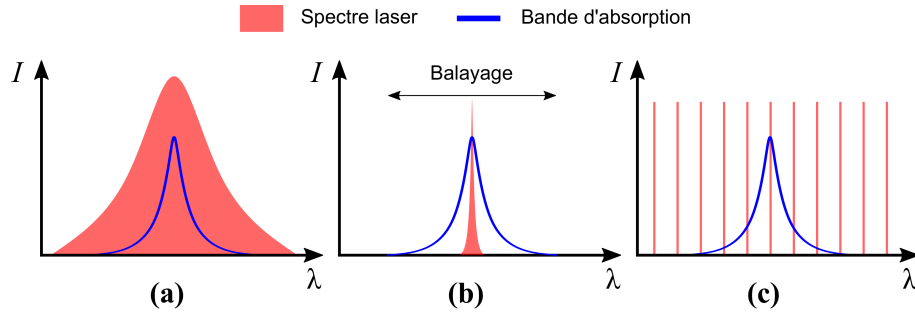 Spectre laser
Bande d'absorption
I
λ
(a)
I
Balayage
λ
(b)
I
λ
(c)